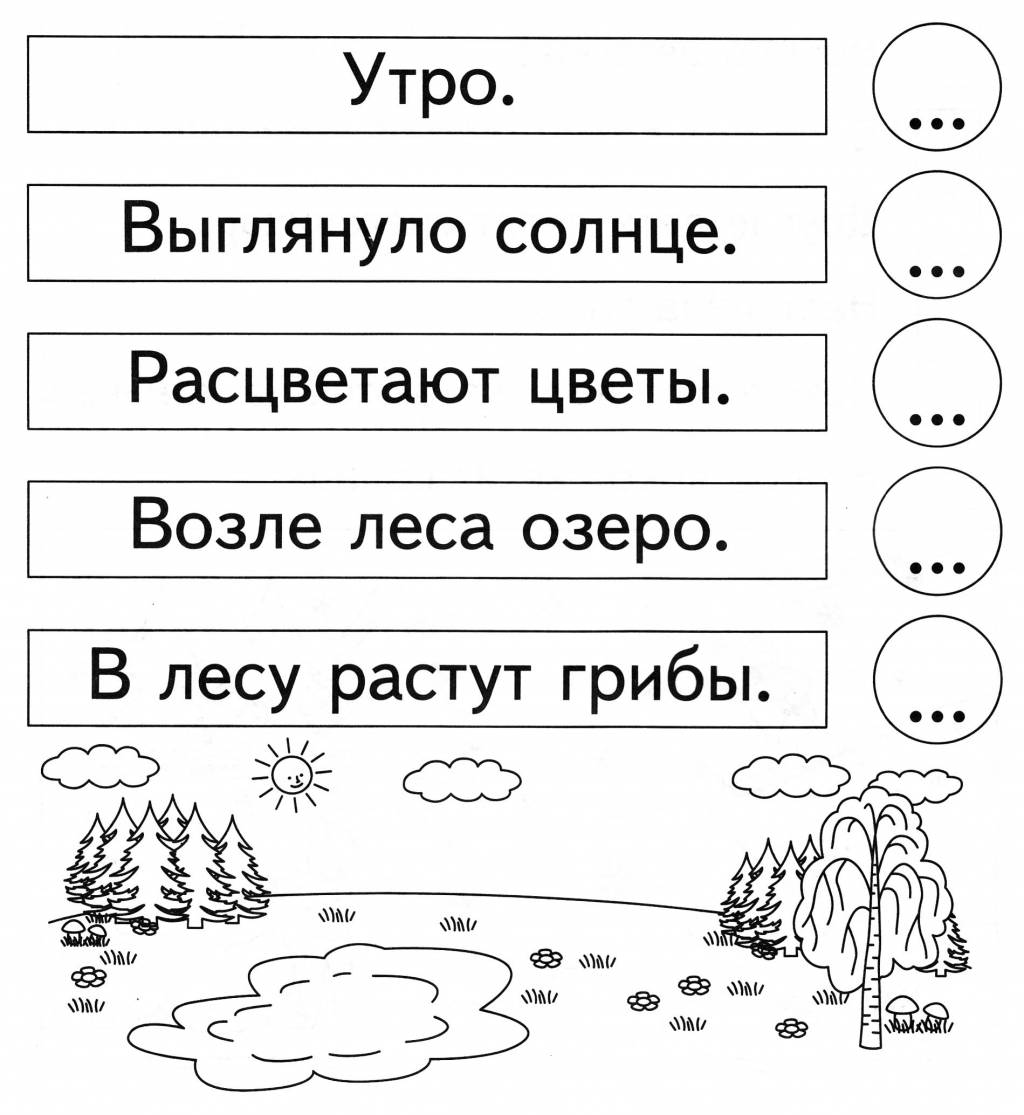 Утро.
...
Выглянуло солнце.
...
Расцветают цветы.
...
Возле леса озеро.
...
В лесу растут грибы.
...